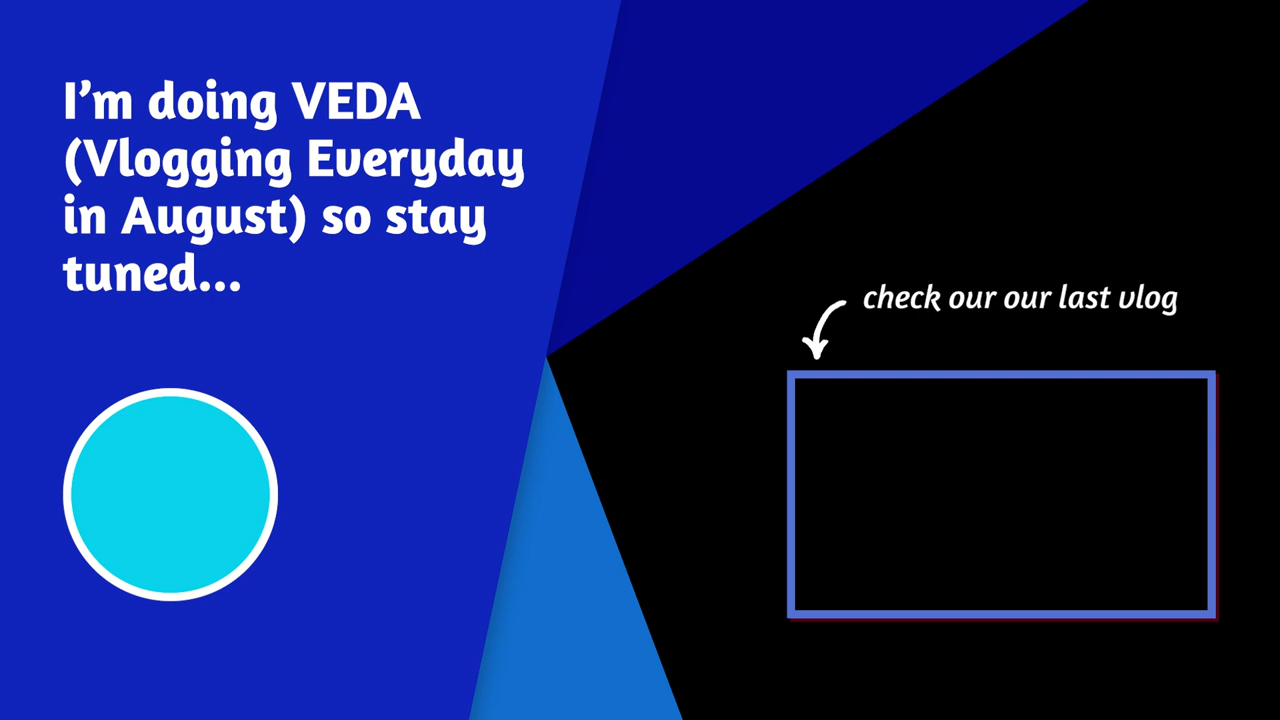 I’m doing VEDA
(Vlogging Everyday
in August) so stay
tuned...
check our our last vlog